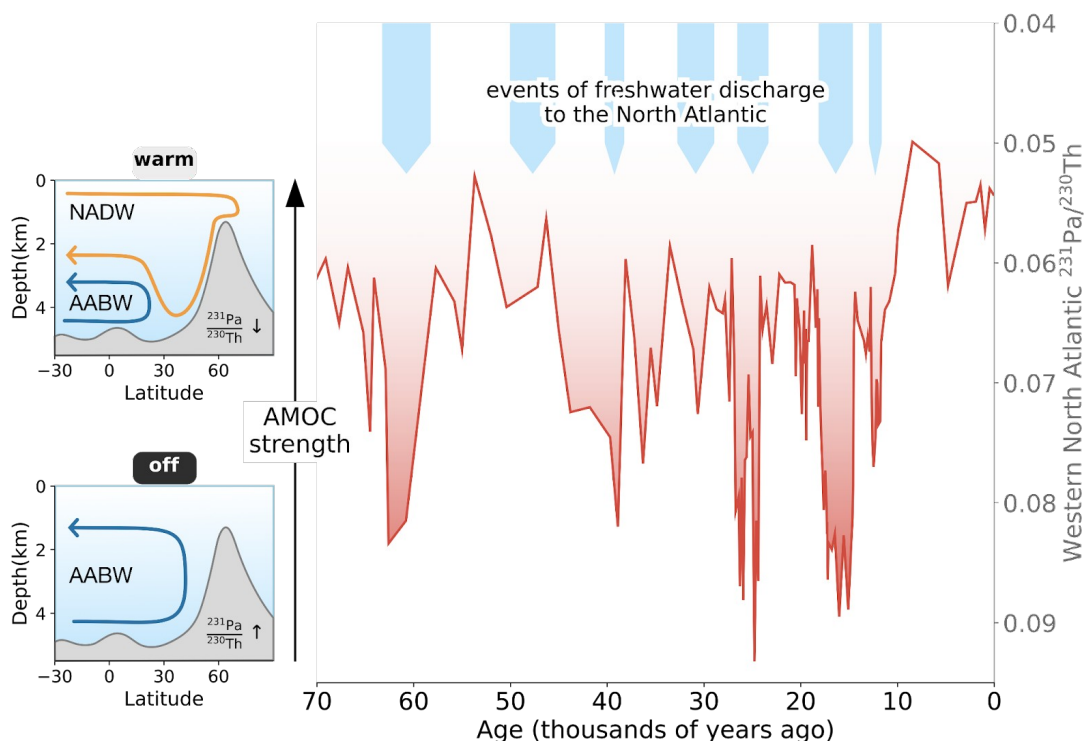 events of freshwater discharge
to the North Atlantic
warm
NADW
AABW
²³¹Pa
²³⁰Th ↓
0
2
4
Depth(km)
−30 0 30 60
Latitude
off
AABW
²³¹Pa
²³⁰Th ↑
0
2
4
Depth(km)
−30 0 30 60
Latitude
AMOC
strength
70 60 50 40 30 20 10 0
Age (thousands of years ago)
0.04
0.05
0.06
0.07
0.08
0.09
Western North Atlantic ²³¹Pa/²³⁰Th